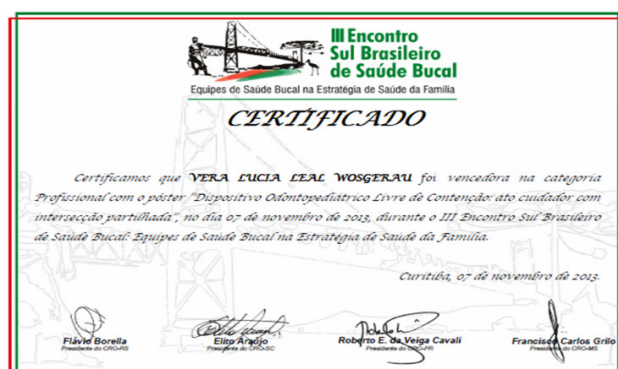 III Encontro
Sul Brasileiro
de Saúde Bucal
Equipes de Saúde Bucal na Estratégia de Saúde da Família
CERTIFICADO
Certificamos que VERA LUCIA LEAL WOSGERAU foi vencedora na categoria
Profissional com o pôster "Dispositivo Odontopediátrico Livre de Contenção: ato cuidador com
intersecção partilhada", no dia 07 de novembro de 2013, durante o III Encontro Sul Brasileiro
de Saúde Bucal: Equipes de Saúde Bucal na Estratégia de Saúde da Família.
Curitiba, 07 de novembro de 2013.
Flávio Borella
Presidente do CRO-RS
Elito Araújo
Presidente do CRO-SC
Roberto E. da Veiga Cavali
Presidente do CRO-PR
Francisco Carlos Grilo
Presidente do CRO-MS